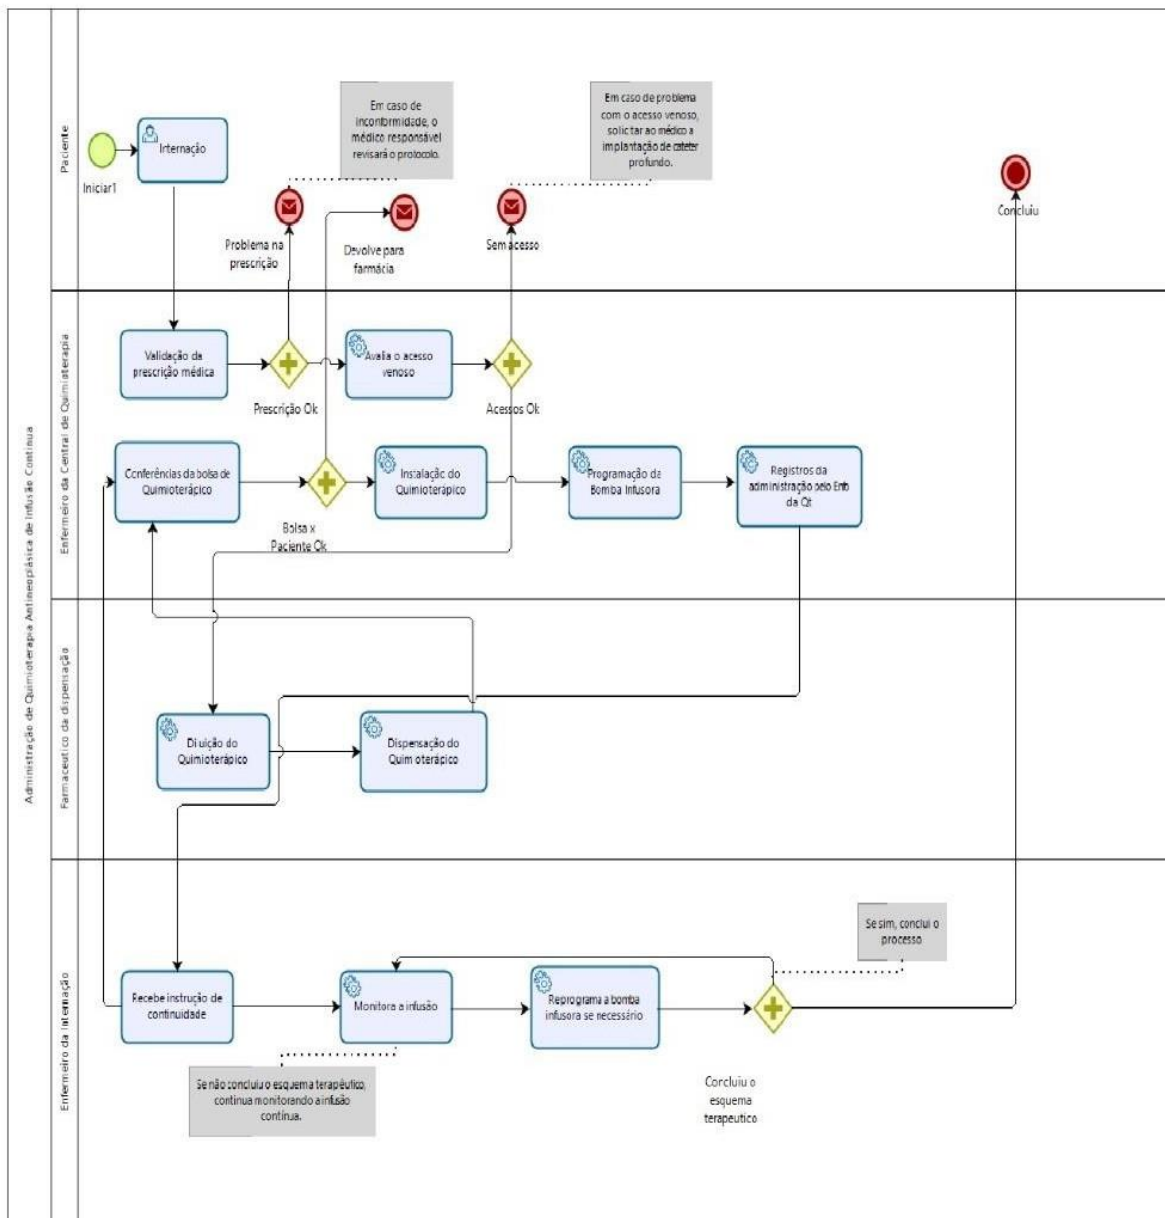 Administração de Quimioterapia Antineoplásica de Infusão Contínua
Paciente
Iniciar1
Internação
Em caso de
inconformidade, o
médico responsável
revisará o protocolo.
Em caso de problema
com o acesso venoso,
solicitar ao médico a
implantação de cateter
profundo.
Problema na
prescrição
Devolve para
farmácia
Sem acesso
Concluiu
Enfermeiro da Central de Quimioterapia
Validação da
prescrição médica
Prescrição Ok
Avalia o acesso
venoso
Acessos Ok
Conferências da bolsa de
Quimioterápico
Bolsa x
Paciente Ok
Instalação do
Quimioterapico
Programação da
Bomba Infusora
Registros da
administração pelo Enfo
da Qt
Farmaceutico da dispensação
Diluição do
Quimioterápico
Dispensação do
Quimioterápico
Enfermeiro da Internação
Recebe instrução de
continuidade
Monitora a infusão
Reprograma a bomba
infusora se necessário
Se sim, conclui o
processo
Concluiu o
esquema
terapeutico
Se não concluiu o esquema terapêutico,
continua monitorando a infusão
contínua.